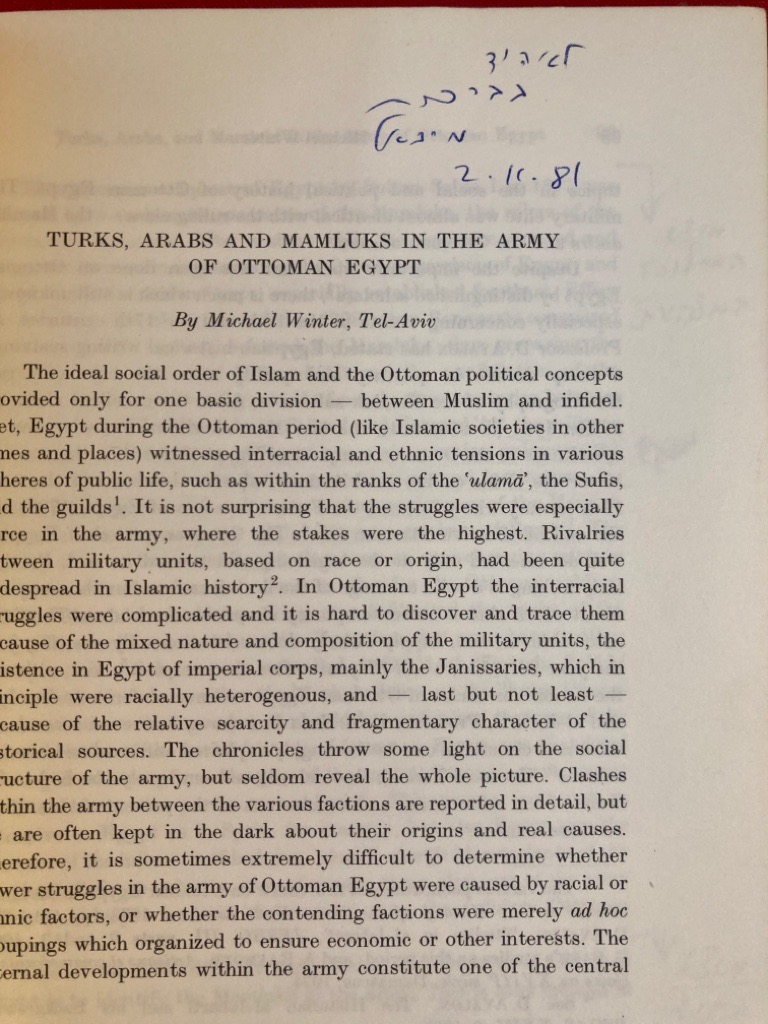 לאהוד
בברכה
מיכאל
2.11.81
TURKS, ARABS AND MAMLUKS IN THE ARMY
OF OTTOMAN EGYPT
By Michael Winter, Tel-Aviv
The ideal social order of Islam and the Ottoman political concepts
ovided only for one basic division — between Muslim and infidel.
et, Egypt during the Ottoman period (like Islamic societies in other
nes and places) witnessed interracial and ethnic tensions in various
heres of public life, such as within the ranks of the 'ulamā', the Sufis,
d the guilds¹. It is not surprising that the struggles were especially
rce in the army, where the stakes were the highest. Rivalries
tween military units, based on race or origin, had been quite
despread in Islamic history². In Ottoman Egypt the interracial
ruggles were complicated and it is hard to discover and trace them
cause of the mixed nature and composition of the military units, the
istence in Egypt of imperial corps, mainly the Janissaries, which in
inciple were racially heterogenous, and — last but not least —
cause of the relative scarcity and fragmentary character of the
storical sources. The chronicles throw some light on the social
ructure of the army, but seldom reveal the whole picture. Clashes
thin the army between the various factions are reported in detail, but
e are often kept in the dark about their origins and real causes.
erefore, it is sometimes extremely difficult to determine whether
wer struggles in the army of Ottoman Egypt were caused by racial or
nnic factors, or whether the contending factions were merely ad hoc
oupings which organized to ensure economic or other interests. The
ternal developments within the army constitute one of the central